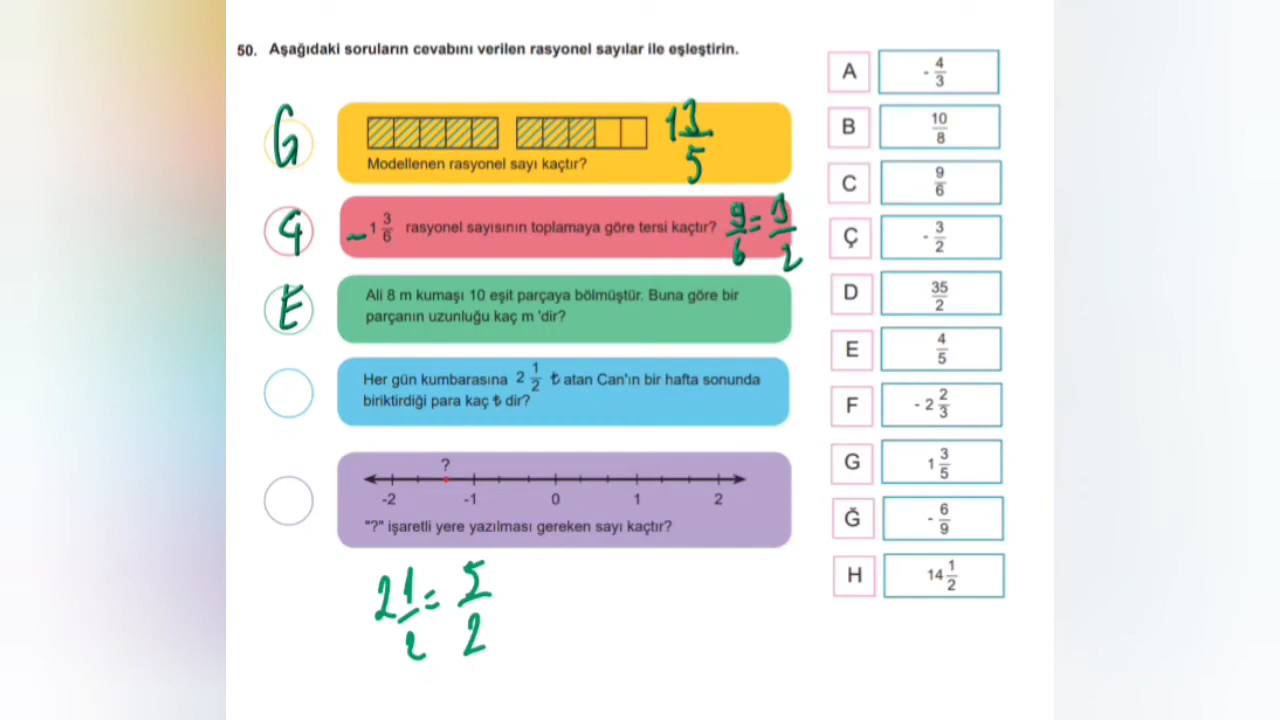 50. Aşağıdaki soruların cevabını verilen rasyonel sayılar ile eşleştirin.
G
Modellenen rasyonel sayı kaçtır?
1 3/5
Ç
- 1 3/6 rasyonel sayısının toplamaya göre tersi kaçtır?
9/6 = 3/2
E
Ali 8 m kumaşı 10 eşit parçaya bölmüştür. Buna göre bir
parçanın uzunluğu kaç m 'dir?
Her gün kumbarasına 2 1/2 ₺ atan Can'ın bir hafta sonunda
biriktirdiği para kaç ₺ dir?
?
-2 -1 0 1 2
"?" işaretli yere yazılması gereken sayı kaçtır?
2 1/2 = 5/2
A - 4/3
B 10/8
C 9/6
Ç - 3/2
D 35/2
E 4/5
F - 2 2/3
G 1 3/5
Ğ - 6/9
H 14 1/2